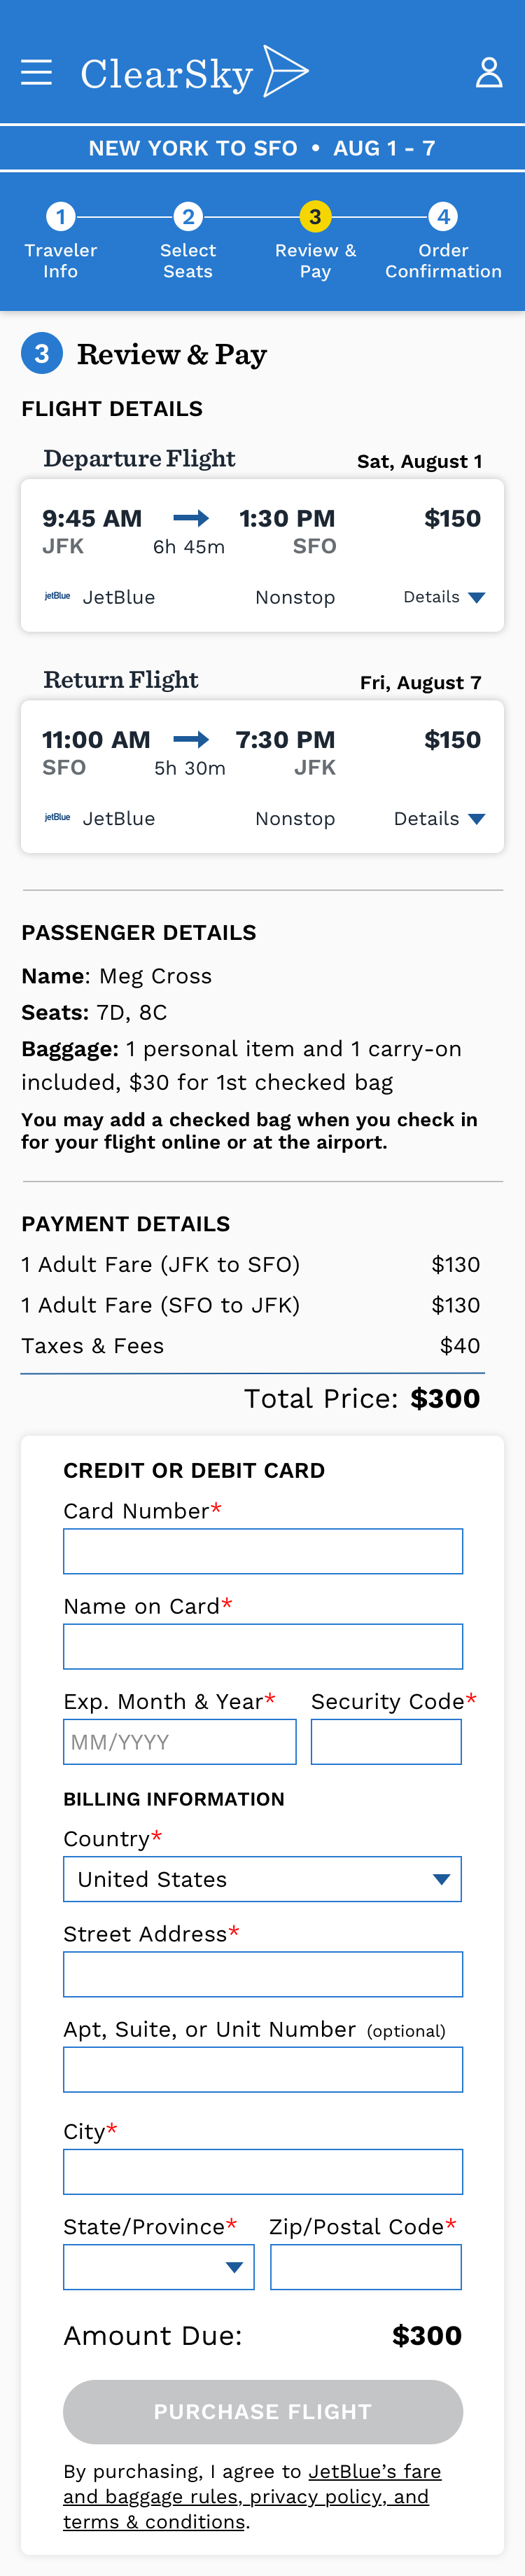 ClearSky
NEW YORK TO SFO • AUG 1 - 7
1 2 3 4
Traveler Info
Select Seats
Review & Pay
Order Confirmation
3 Review & Pay
FLIGHT DETAILS
Departure Flight Sat, August 1
9:45 AM 1:30 PM $150
JFK 6h 45m SFO
jetBlue JetBlue Nonstop Details
Return Flight Fri, August 7
11:00 AM 7:30 PM $150
SFO 5h 30m JFK
jetBlue JetBlue Nonstop Details
PASSENGER DETAILS
Name: Meg Cross
Seats: 7D, 8C
Baggage: 1 personal item and 1 carry-on
included, $30 for 1st checked bag
You may add a checked bag when you check in
for your flight online or at the airport.
PAYMENT DETAILS
1 Adult Fare (JFK to SFO) $130
1 Adult Fare (SFO to JFK) $130
Taxes & Fees $40
Total Price: $300
CREDIT OR DEBIT CARD
Card Number*
Name on Card*
Exp. Month & Year* Security Code*
MM/YYYY
BILLING INFORMATION
Country*
United States
Street Address*
Apt, Suite, or Unit Number (optional)
City*
State/Province* Zip/Postal Code*
Amount Due: $300
PURCHASE FLIGHT
By purchasing, I agree to JetBlue’s fare
and baggage rules, privacy policy, and
terms & conditions.